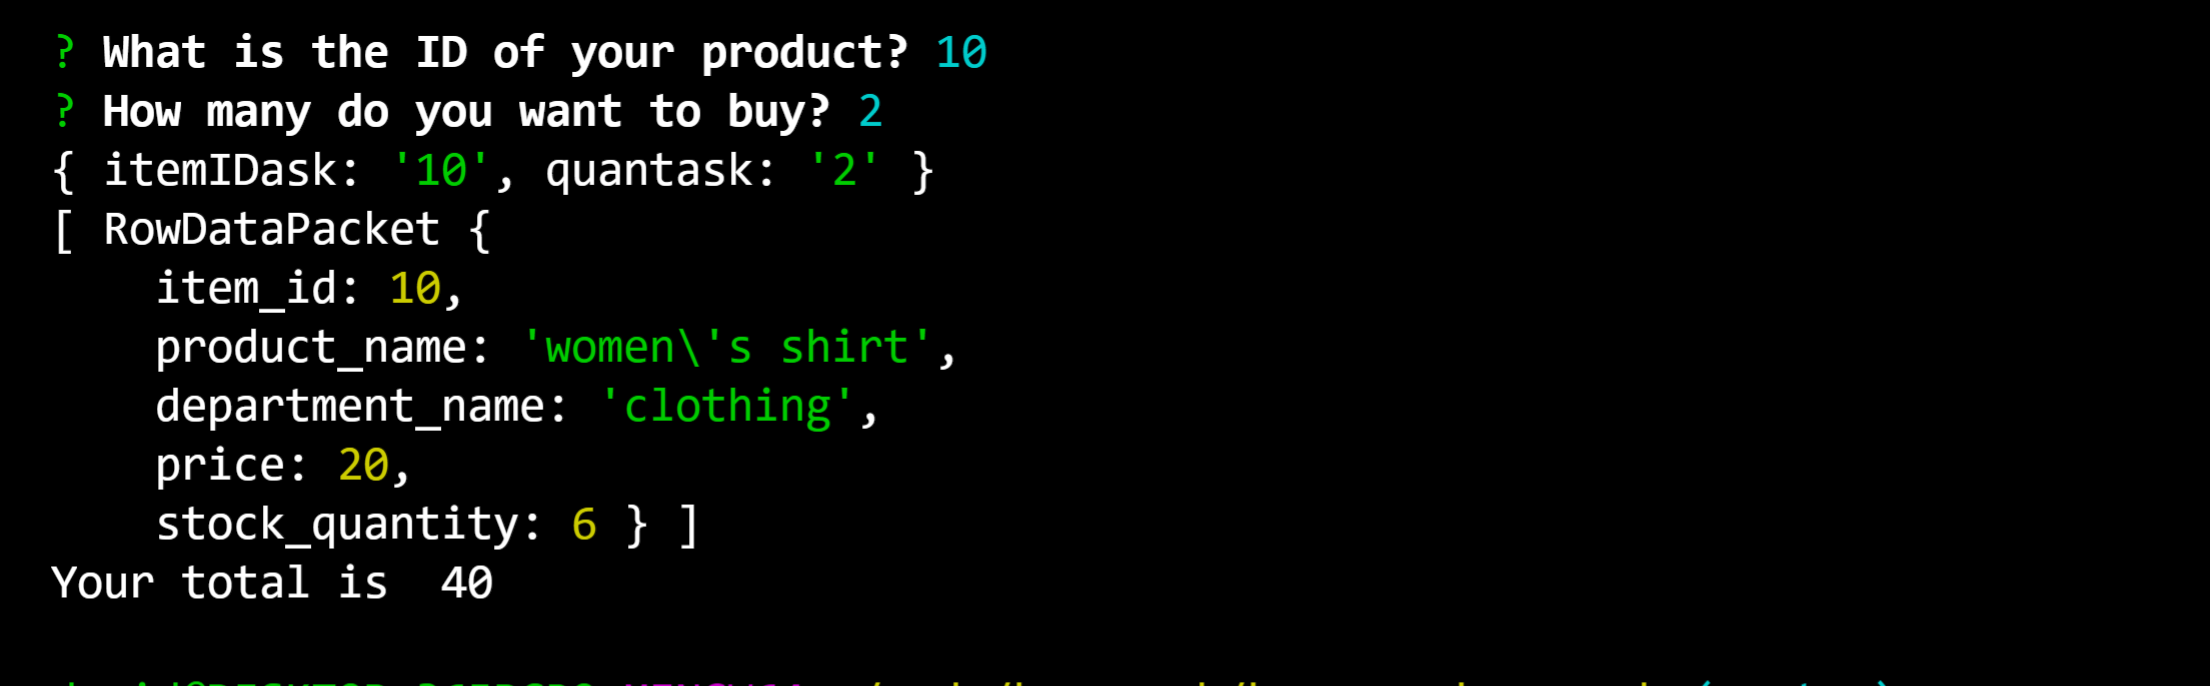 ? What is the ID of your product? 10
? How many do you want to buy? 2
{ itemIDask: '10', quantask: '2' }
[ RowDataPacket {
    item_id: 10,
    product_name: 'women\'s shirt',
    department_name: 'clothing',
    price: 20,
    stock_quantity: 6 } ]
Your total is  40